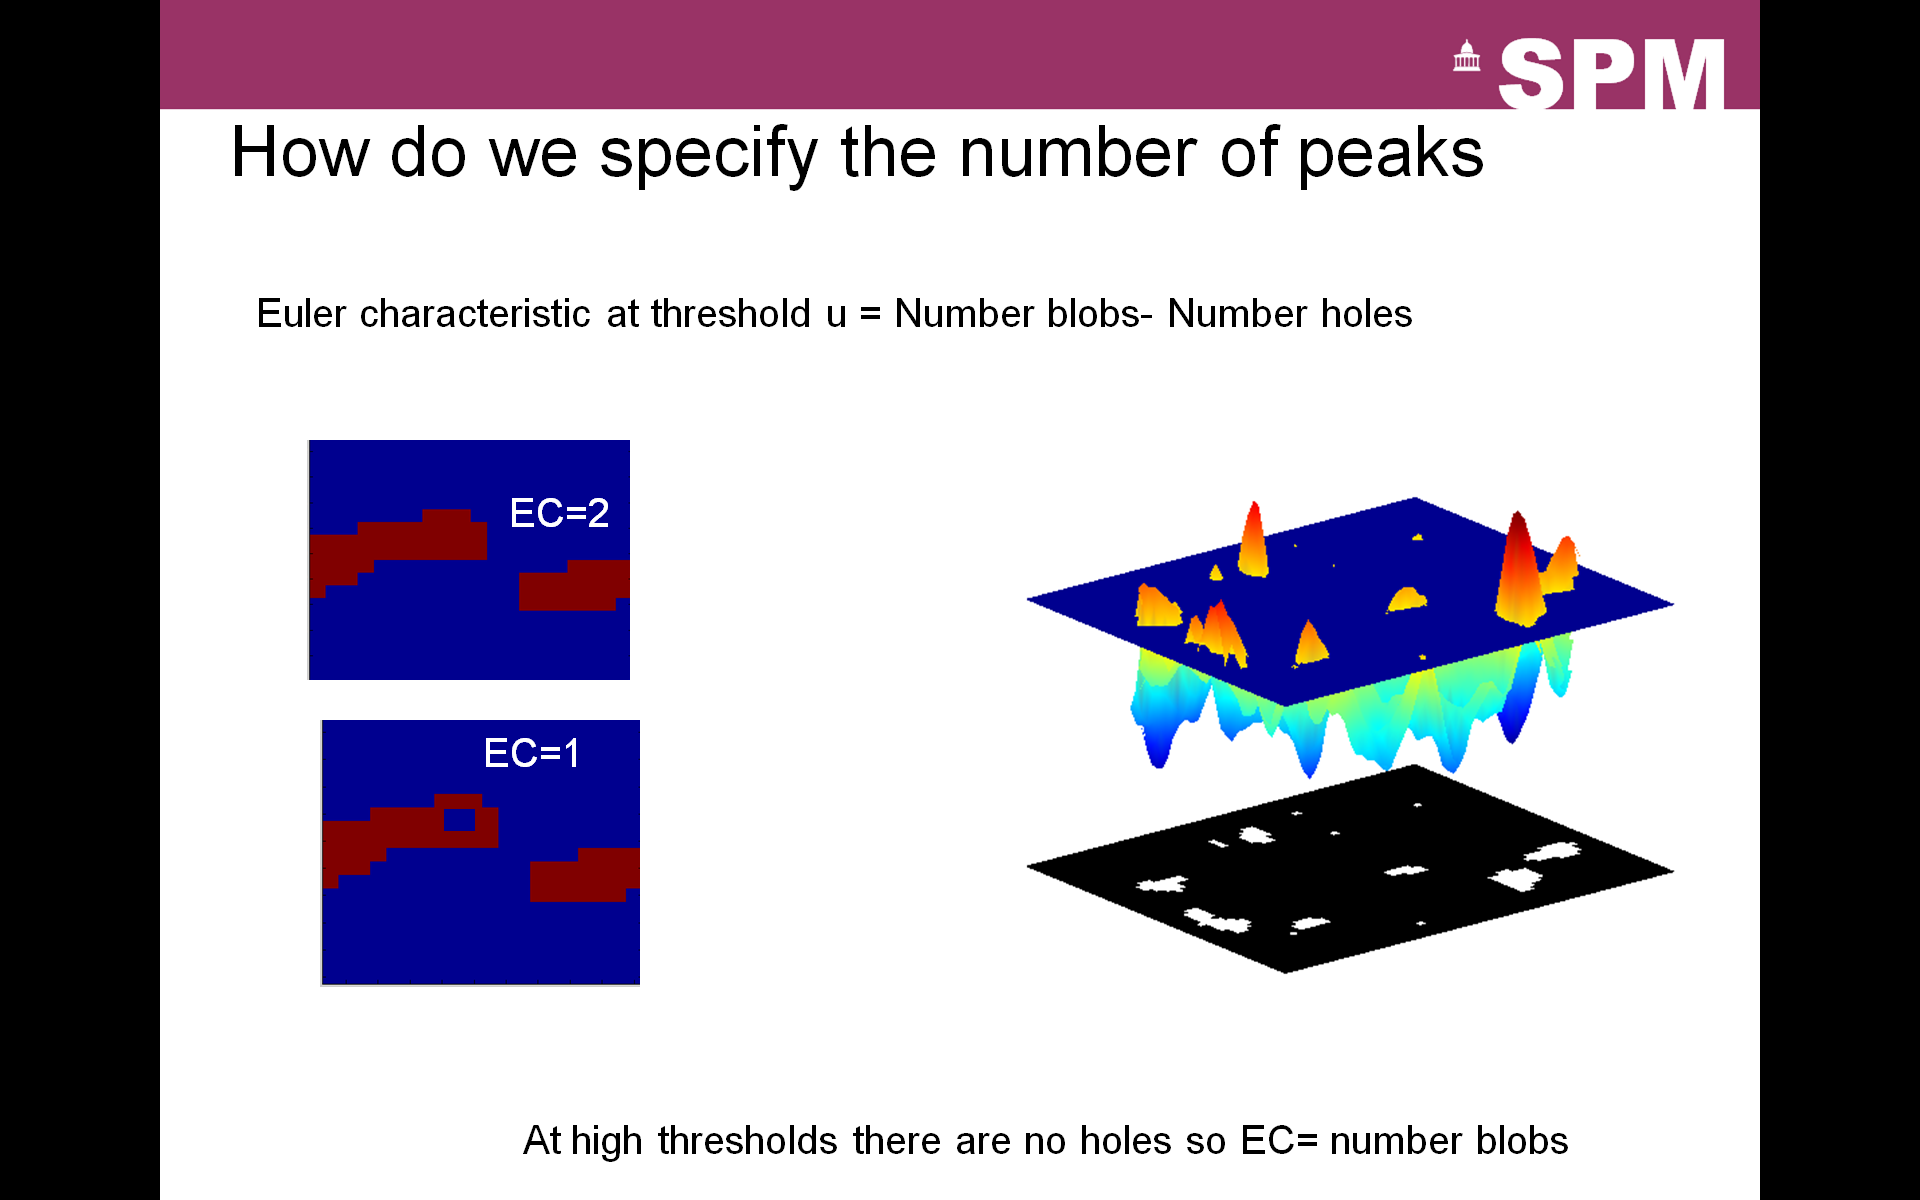 SPM
How do we specify the number of peaks
Euler characteristic at threshold u = Number blobs- Number holes
EC=2
EC=1
At high thresholds there are no holes so EC= number blobs